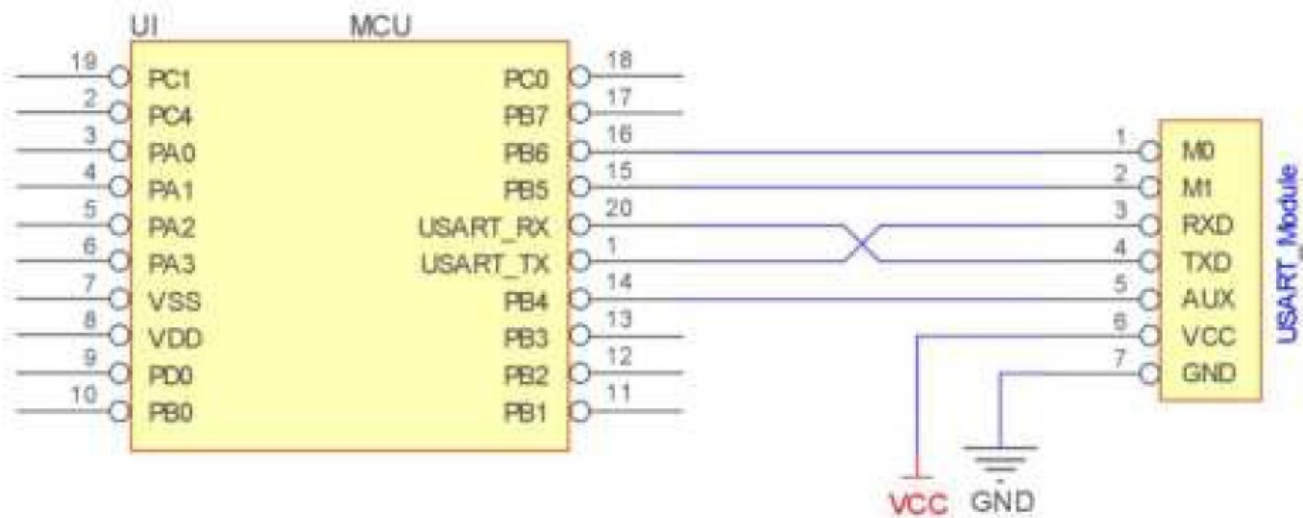 UI MCU
19 PC1 PC0 18
2 PC4 PB7 17
3 PA0 PB6 16 1 M0
4 PA1 PB5 15 2 M1
5 PA2 USART_RX 20 3 RXD
6 PA3 USART_TX 1 4 TXD
7 VSS PB4 14 5 AUX
8 VDD PB3 13 6 VCC
9 PD0 PB2 12 7 GND
10 PB0 PB1 11
USART_Module
VCC GND